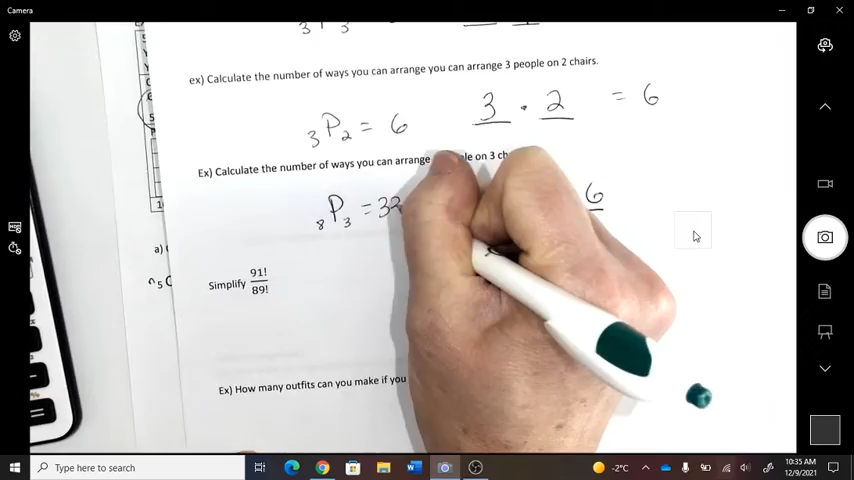 Camera
3P3
ex) Calculate the number of ways you can arrange you can arrange 3 people on 2 chairs.
3P2 = 6 3 · 2 = 6
Ex) Calculate the number of ways you can arrange on 3
8P3 = 33 6
Simplify 91!/89!
Ex) How many outfits can you make if you
a)
Type here to search
-2°C
10:35 AM
12/9/2021